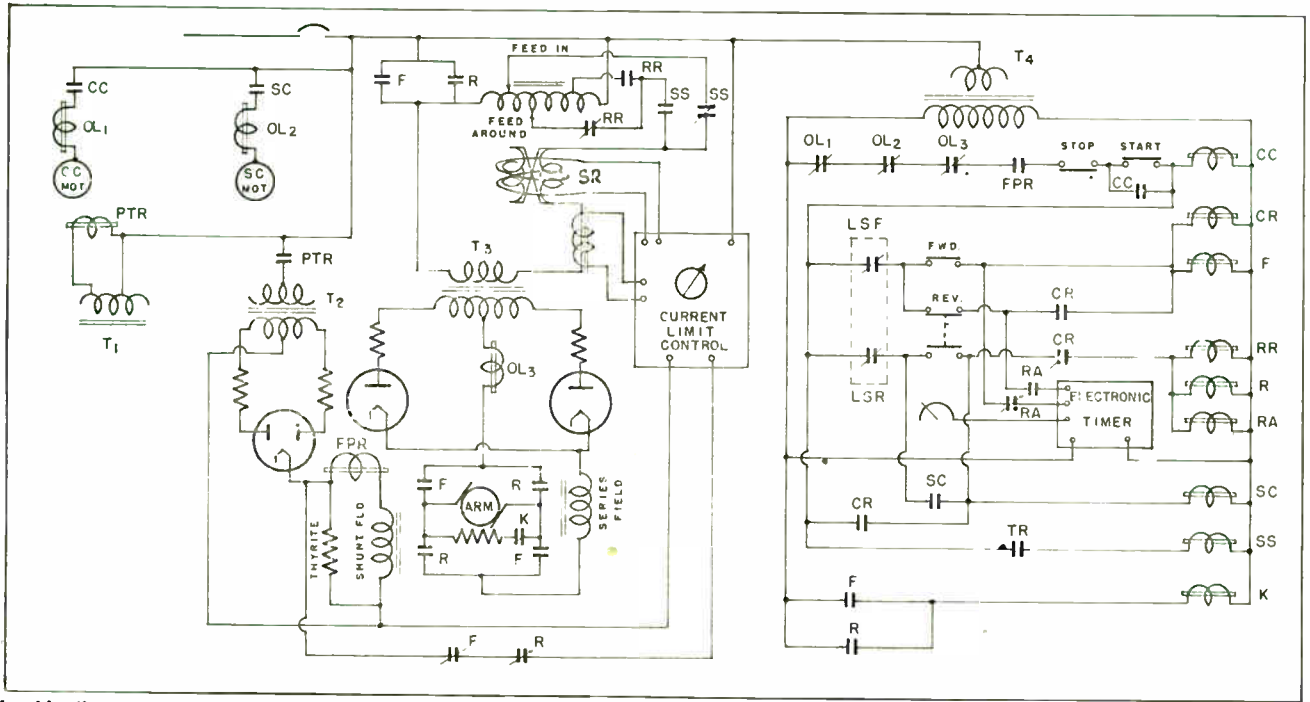 FEED IN
T4
CC
SC
F
R
RR
SS
SS
OL1
OL2
FEED
AROUND
RR
OL1
OL2
OL3
STOP
START
CC
CC
MOT
SC
MOT
SR
FPR
CC
PTR
CR
LSF
T3
FWD.
F
PTR
T2
REV.
CR
CURRENT
LIMIT
CONTROL
T1
CR
RR
OL3
RA
R
LSR
RA
ELECTRONIC
TIMER
RA
FPR
F
R
SC
SC
ARM
K
SERIES
FIELD
CR
THYRITE
SHUNT FLD
TR
SS
R
F
F
K
F
R
R